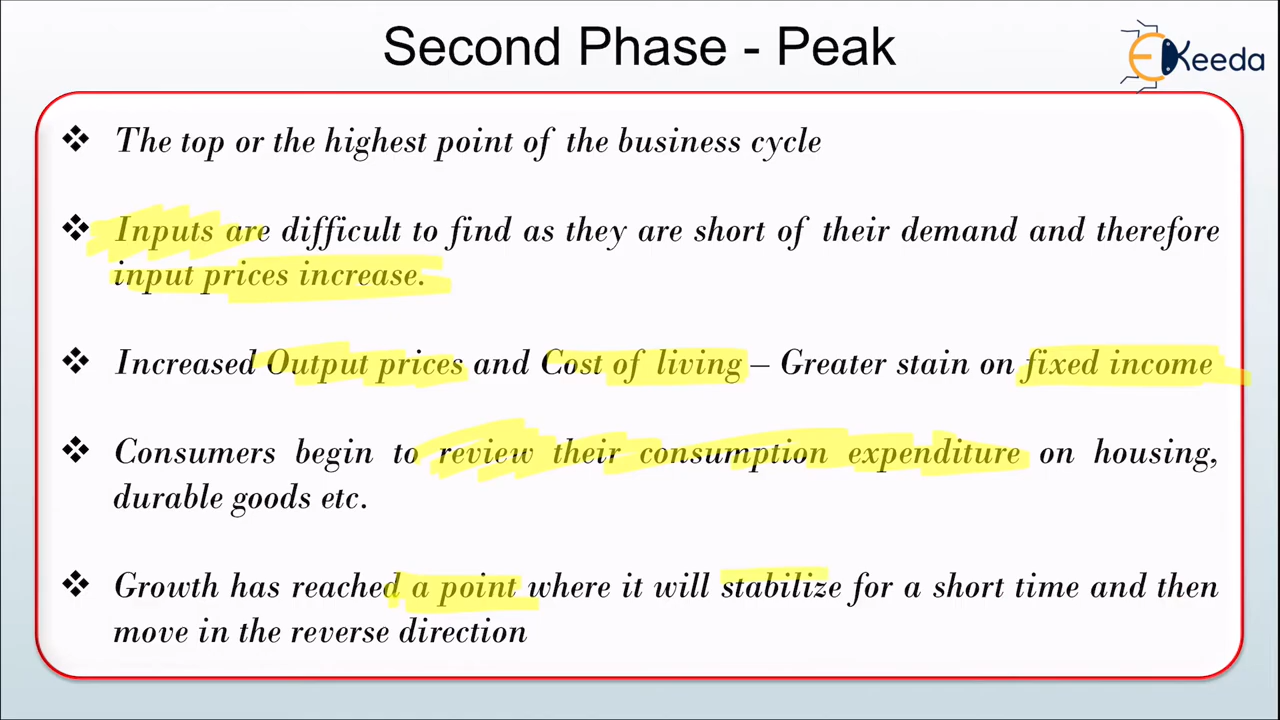 Second Phase - Peak
EKeeda
❖ The top or the highest point of the business cycle
❖ Inputs are difficult to find as they are short of their demand and therefore
input prices increase.
❖ Increased Output prices and Cost of living – Greater stain on fixed income
❖ Consumers begin to review their consumption expenditure on housing,
durable goods etc.
❖ Growth has reached a point where it will stabilize for a short time and then
move in the reverse direction